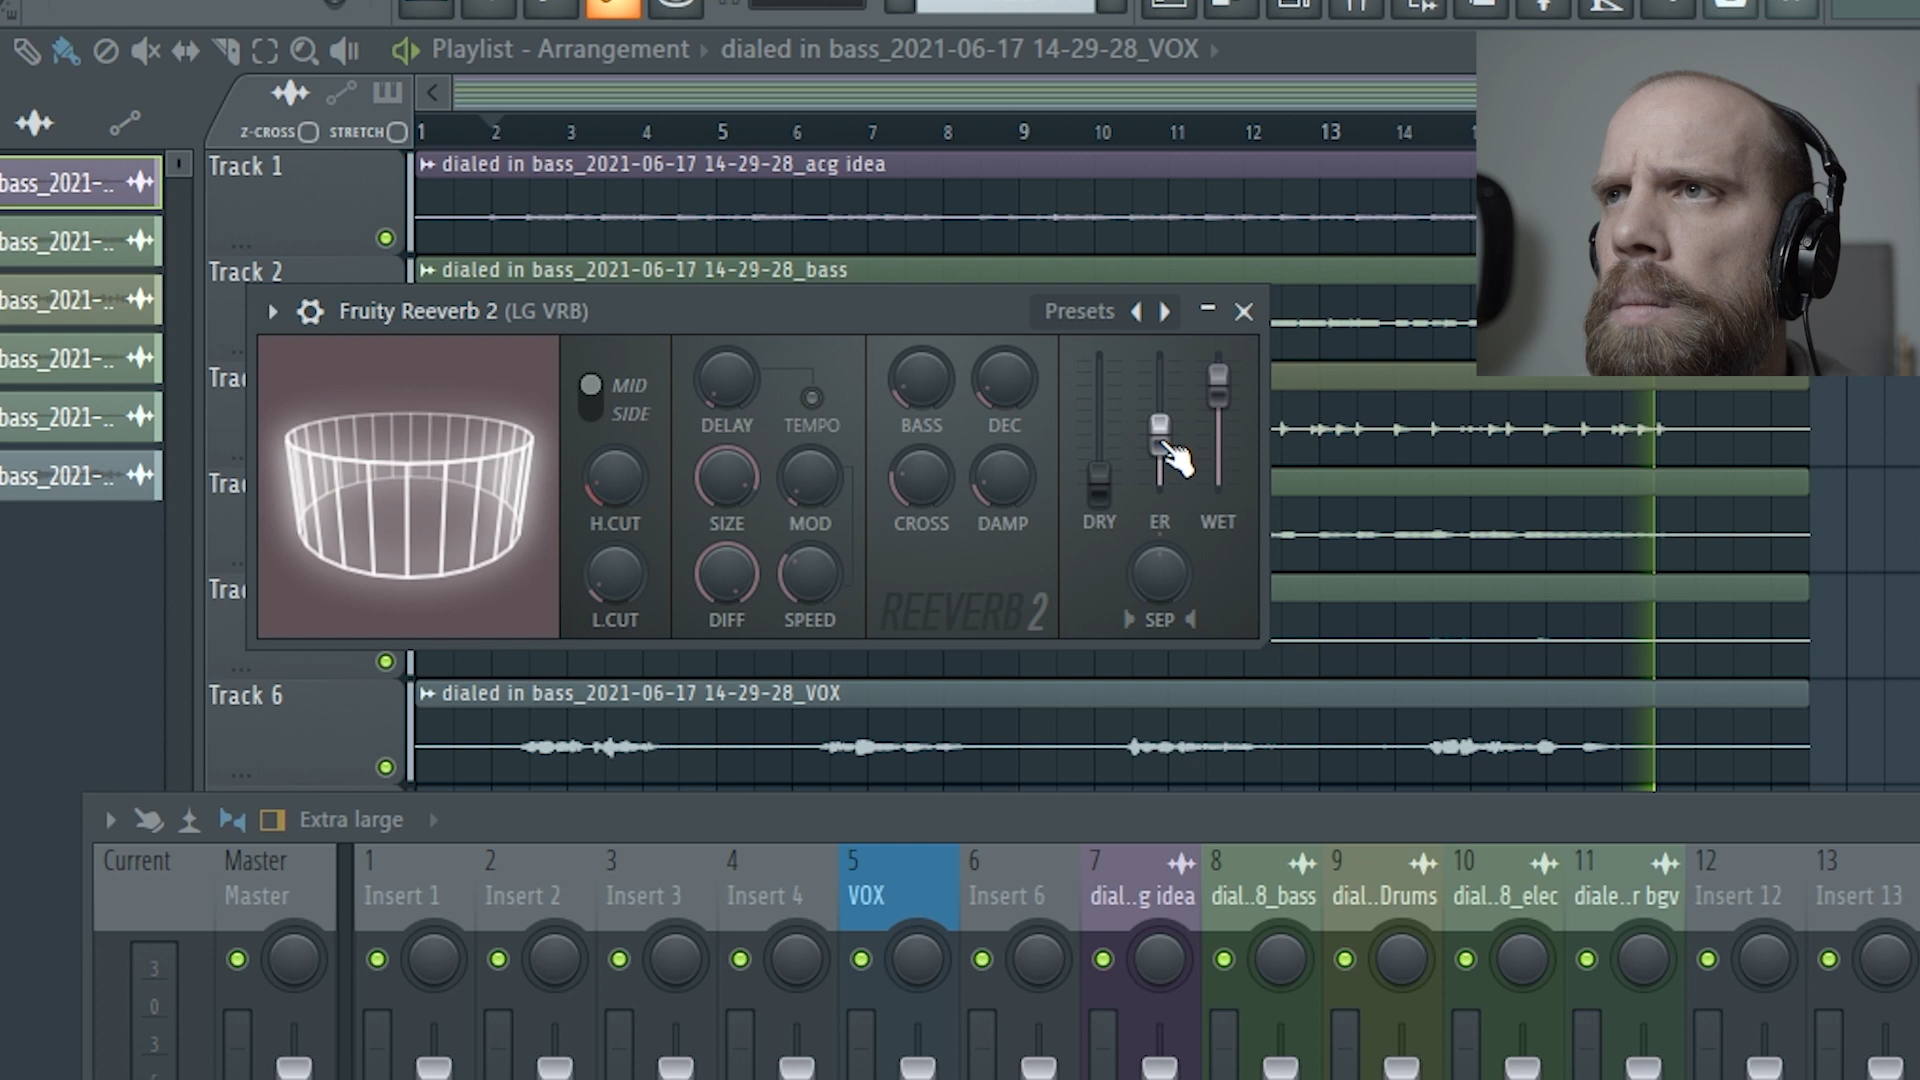 Playlist - Arrangement › dialed in bass_2021-06-17 14-29-28_VOX ›
Z-CROSS STRETCH
1 2 3 4 5 6 7 8 9 10 11 12 13 14
bass_2021-..
bass_2021-..
bass_2021-..
bass_2021-..
bass_2021-..
bass_2021-..
Track 1
dialed in bass_2021-06-17 14-29-28_acg idea
Track 2
dialed in bass_2021-06-17 14-29-28_bass
Fruity Reeverb 2 (LG VRB)
Presets
MID
SIDE
H.CUT
L.CUT
DELAY
TEMPO
SIZE
MOD
DIFF
SPEED
BASS
DEC
CROSS
DAMP
REEVERB 2
DRY
ER
WET
SEP
Track 6
dialed in bass_2021-06-17 14-29-28_VOX
Extra large
Current
Master
Master
1
Insert 1
2
Insert 2
3
Insert 3
4
Insert 4
5
VOX
6
Insert 6
7
dial..g idea
8
dial..8_bass
9
dial..Drums
10
dial..8_elec
11
diale..r bgv
12
Insert 12
13
Insert 13
3
0
3